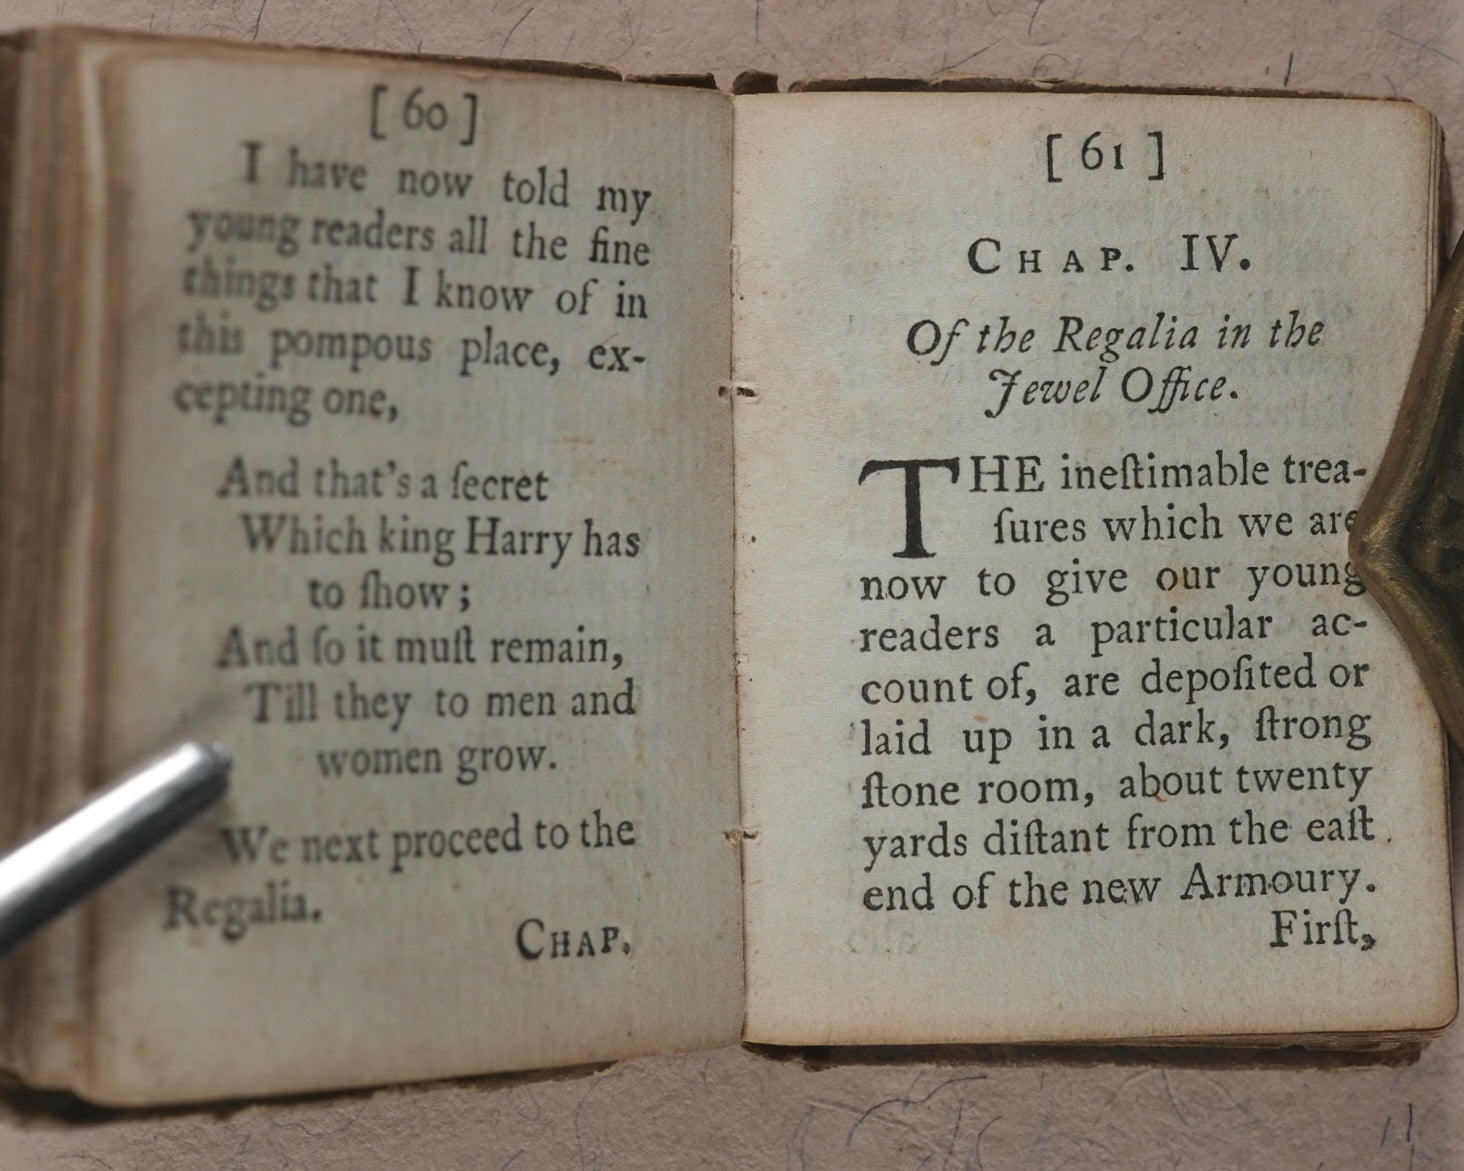 [ 60 ]
I have now told my
young readers all the fine
things that I know of in
this pompous place, ex-
cepting one,
And that's a ſecret
Which king Harry has
to ſhow ;
And ſo it muſt remain,
Till they to men and
women grow.
We next proceed to the
Regalia.
CHAP.
[ 61 ]
CHAP. IV.
Of the Regalia in the
Jewel Office.
THE ineſtimable trea-
ſures which we are
now to give our young
readers a particular ac-
count of, are depoſited or
laid up in a dark, ſtrong
ſtone room, about twenty
yards diſtant from the eaſt
end of the new Armoury.
Firſt,